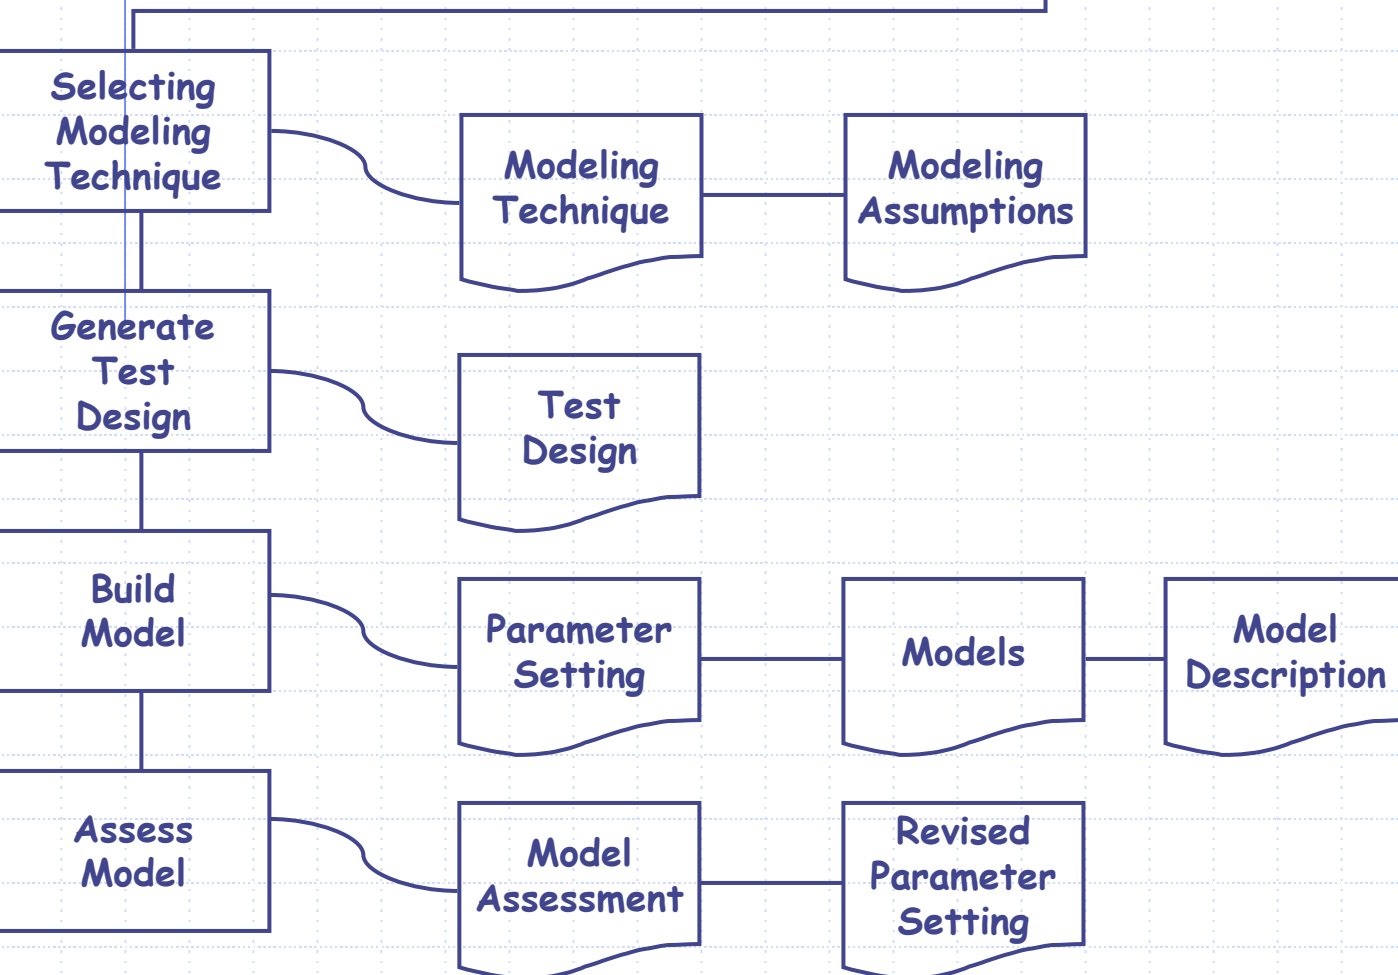 Selecting
Modeling
Technique
Modeling
Technique
Modeling
Assumptions
Generate
Test
Design
Test
Design
Build
Model
Parameter
Setting
Models
Model
Description
Assess
Model
Model
Assessment
Revised
Parameter
Setting